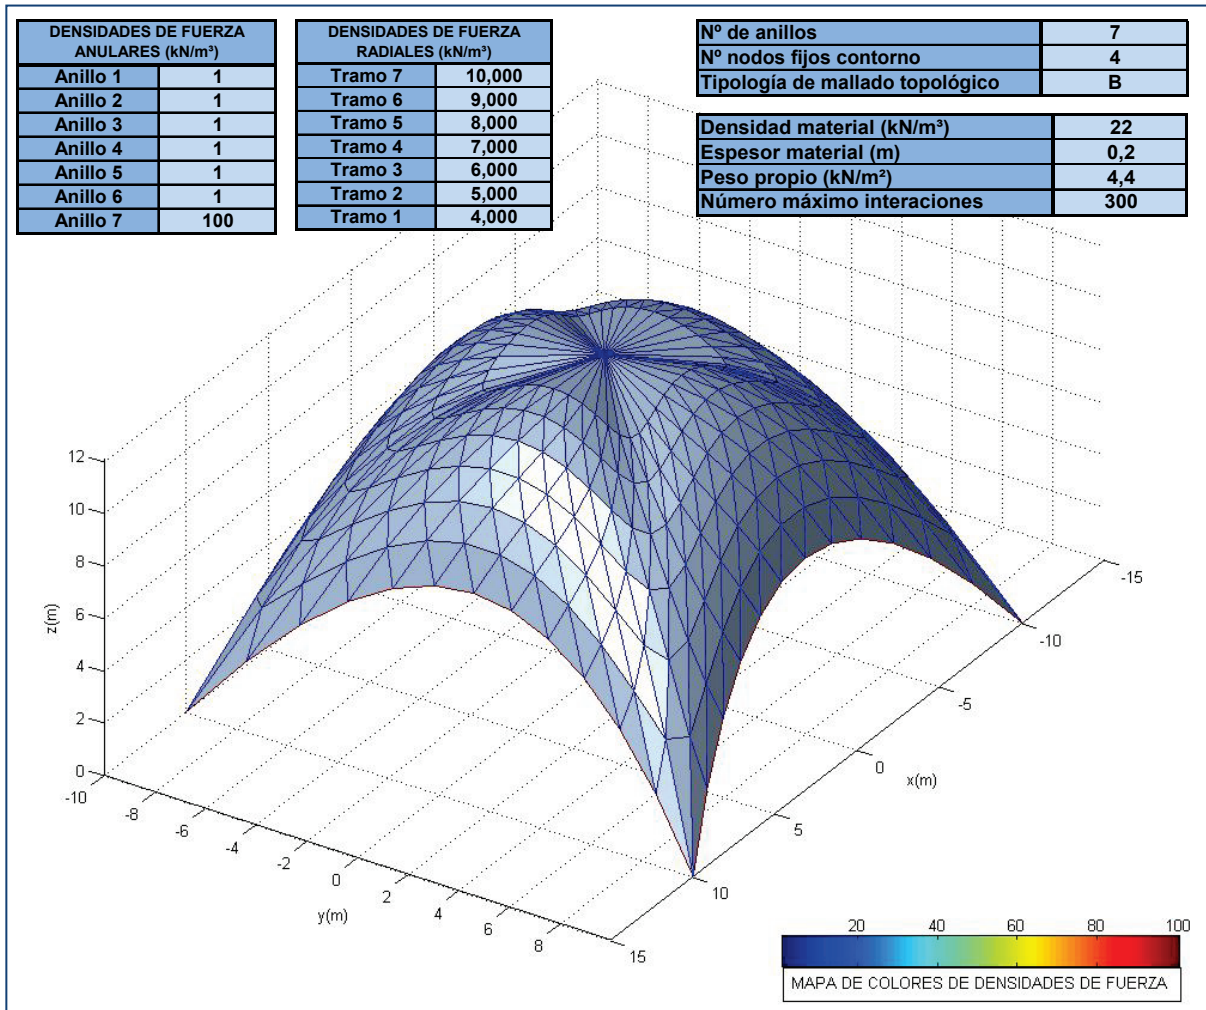 DENSIDADES DE FUERZA
ANULARES (kN/m³)
Anillo 1 1
Anillo 2 1
Anillo 3 1
Anillo 4 1
Anillo 5 1
Anillo 6 1
Anillo 7 100
DENSIDADES DE FUERZA
RADIALES (kN/m³)
Tramo 7 10,000
Tramo 6 9,000
Tramo 5 8,000
Tramo 4 7,000
Tramo 3 6,000
Tramo 2 5,000
Tramo 1 4,000
Nº de anillos 7
Nº nodos fijos contorno 4
Tipología de mallado topológico B
Densidad material (kN/m³) 22
Espesor material (m) 0,2
Peso propio (kN/m²) 4,4
Número máximo interaciones 300
12
10
8
6
4
2
0
z(m)
-10
-8
-6
-4
-2
0
2
4
6
8
y(m)
15
10
5
0
-5
-10
-15
x(m)
20 40 60 80 100
MAPA DE COLORES DE DENSIDADES DE FUERZA